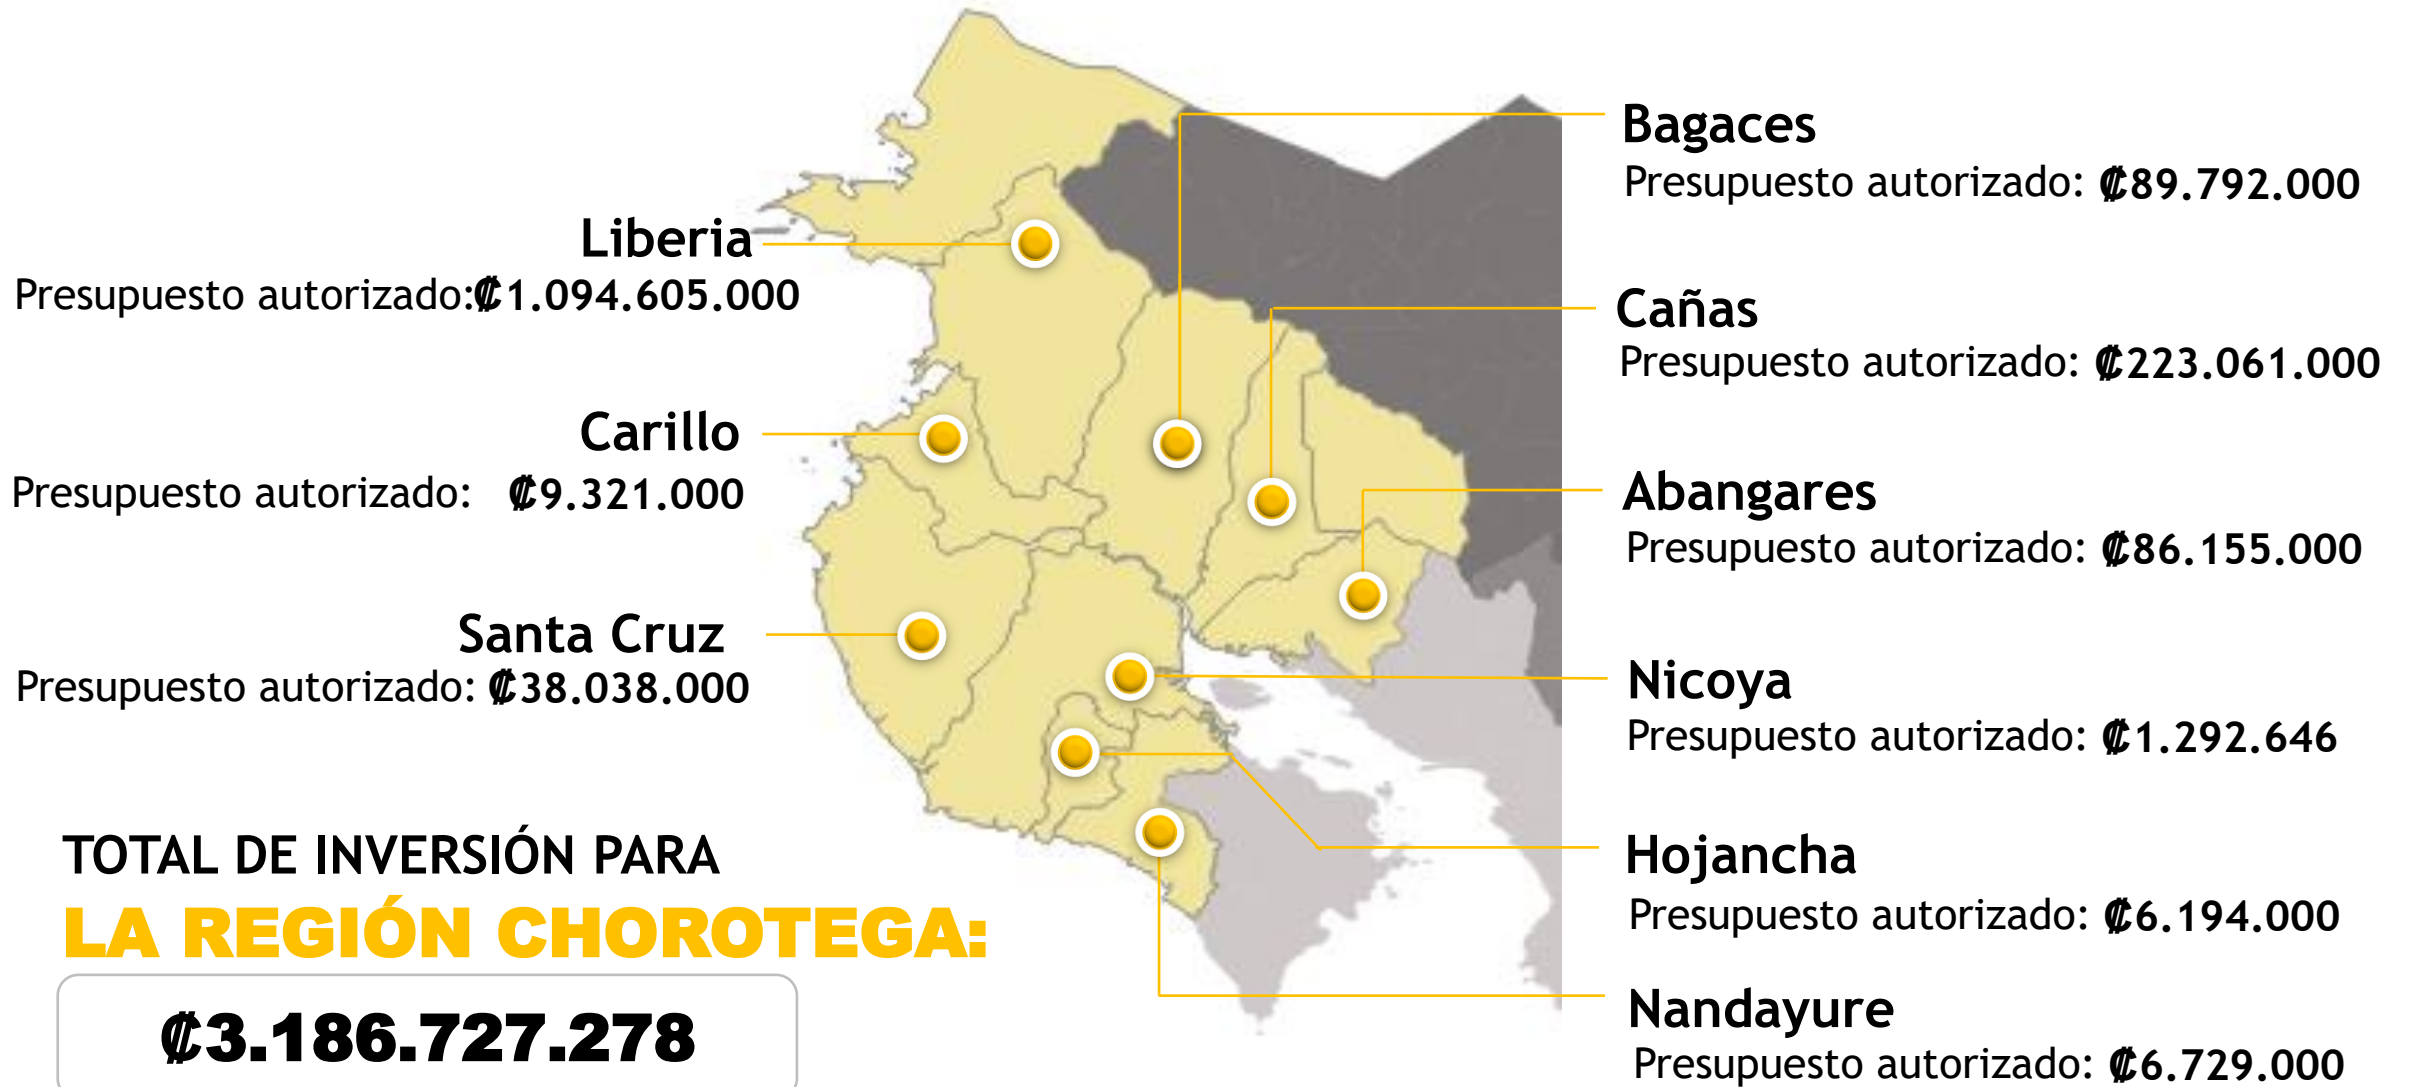 Liberia
Presupuesto autorizado:₡1.094.605.000
Carillo
Presupuesto autorizado: ₡9.321.000
Santa Cruz
Presupuesto autorizado: ₡38.038.000
TOTAL DE INVERSIÓN PARA
LA REGIÓN CHOROTEGA:
₡3.186.727.278
Bagaces
Presupuesto autorizado: ₡89.792.000
Cañas
Presupuesto autorizado: ₡223.061.000
Abangares
Presupuesto autorizado: ₡86.155.000
Nicoya
Presupuesto autorizado: ₡1.292.646
Hojancha
Presupuesto autorizado: ₡6.194.000
Nandayure
Presupuesto autorizado: ₡6.729.000